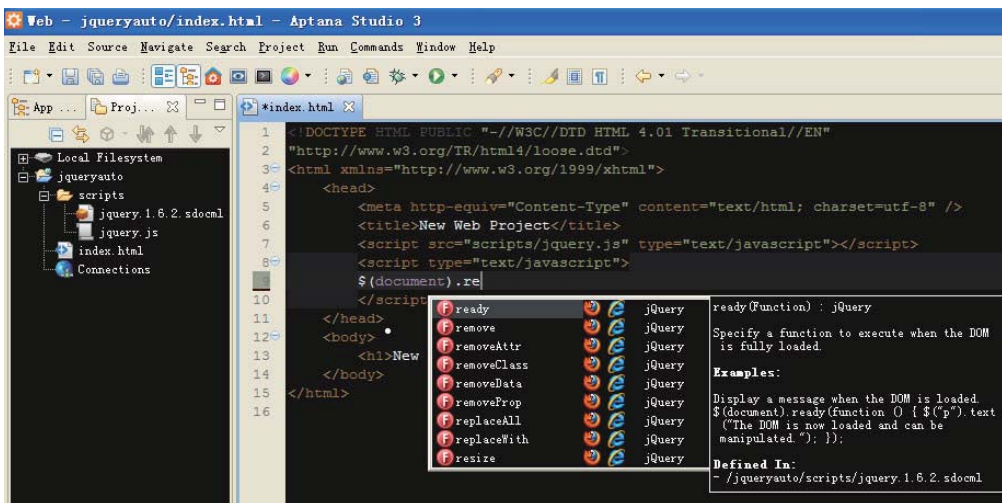 Web - jqueryauto/index.html - Aptana Studio 3
File Edit Source Navigate Search Project Run Commands Window Help
App ... Proj...
Local Filesystem
jqueryauto
scripts
jquery.1.6.2.sdocml
jquery.js
index.html
Connections
*index.html
1 <!DOCTYPE HTML PUBLIC "-//W3C//DTD HTML 4.01 Transitional//EN"
2 "http://www.w3.org/TR/html4/loose.dtd">
3 <html xmlns="http://www.w3.org/1999/xhtml">
4 <head>
5 <meta http-equiv="Content-Type" content="text/html; charset=utf-8" />
6 <title>New Web Project</title>
7 <script src="scripts/jquery.js" type="text/javascript"></script>
8 <script type="text/javascript">
9 $(document).re
10 </script
11 </head>
12 <body>
13 <h1>New
14 </body>
15 </html>
16
ready jQuery
remove jQuery
removeAttr jQuery
removeClass jQuery
removeData jQuery
removeProp jQuery
replaceAll jQuery
replaceWith jQuery
resize jQuery
ready(Function) : jQuery
Specify a function to execute when the DOM
is fully loaded.
Examples:
Display a message when the DOM is loaded.
$(document).ready(function () { $("p").text
("The DOM is now loaded and can be
manipulated."); });
Defined In:
- /jqueryauto/scripts/jquery.1.6.2.sdocml